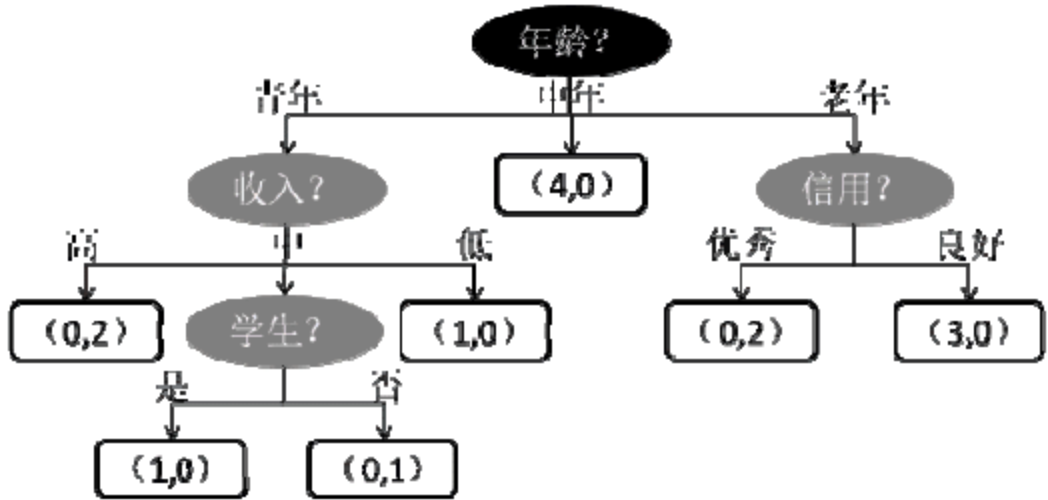 年龄?
青年 中年 老年
收入? (4,0) 信用?
高 中 低 优秀 良好
(0,2) 学生? (1,0) (0,2) (3,0)
是 否
(1,0) (0,1)